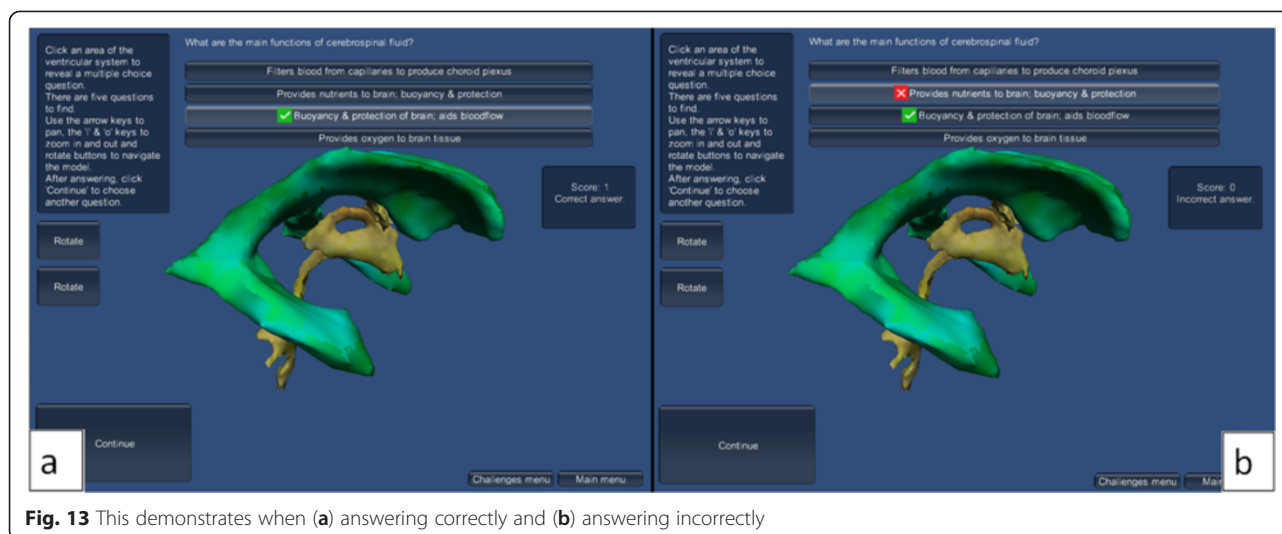 Click an area of the
ventricular system to
reveal a multiple choice
question.
There are five questions
to find.
Use the arrow keys to
pan, the 'i' & 'o' keys to
zoom in and out and
rotate buttons to navigate
the model.
After answering, click
'Continue' to choose
another question.
What are the main functions of cerebrospinal fluid?
Filters blood from capillaries to produce choroid plexus
Provides nutrients to brain; buoyancy & protection
Buoyancy & protection of brain; aids bloodflow
Provides oxygen to brain tissue
Score: 1
Correct answer.
Rotate
Rotate
Continue
a
Challenges menu
Main menu
Click an area of the
ventricular system to
reveal a multiple choice
question.
There are five questions
to find.
Use the arrow keys to
pan, the 'i' & 'o' keys to
zoom in and out and
rotate buttons to navigate
the model.
After answering, click
'Continue' to choose
another question.
What are the main functions of cerebrospinal fluid?
Filters blood from capillaries to produce choroid plexus
Provides nutrients to brain; buoyancy & protection
Buoyancy & protection of brain; aids bloodflow
Provides oxygen to brain tissue
Score: 0
Incorrect answer.
Rotate
Rotate
Continue
Challenges menu
Main
b
Fig. 13 This demonstrates when (a) answering correctly and (b) answering incorrectly